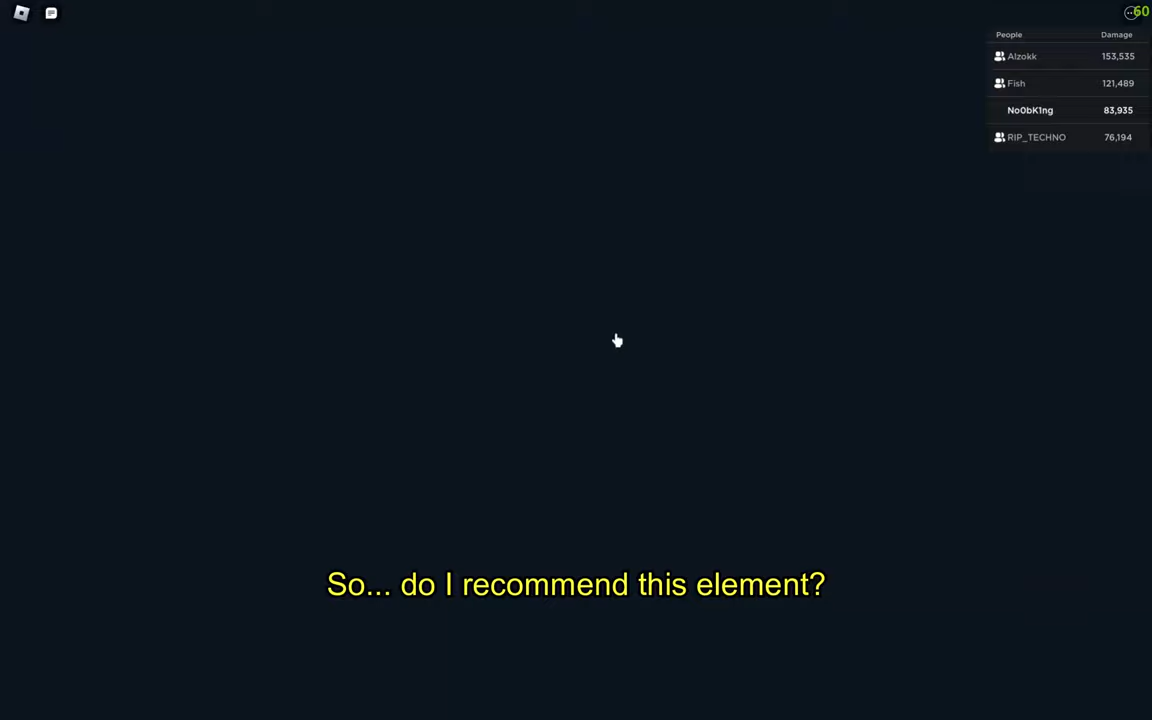 60
People Damage
Alzokk 153,535
Fish 121,489
No0bK1ng 83,935
RIP_TECHNO 76,194
So... do I recommend this element?